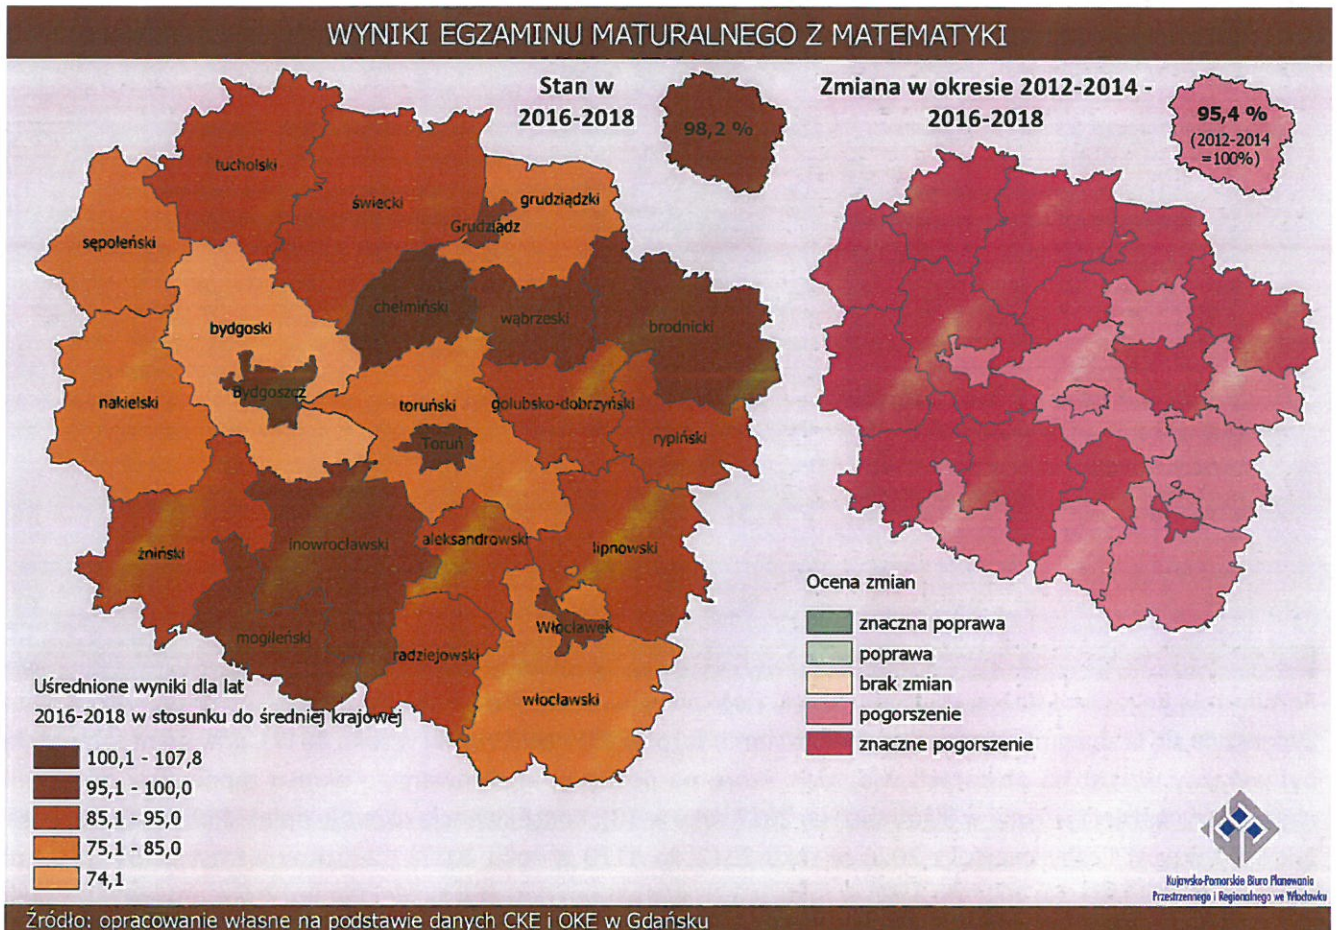 WYNIKI EGZAMINU MATURALNEGO Z MATEMATYKI
Stan w
2016-2018
98,2 %
Zmiana w okresie 2012-2014 -
2016-2018
95,4 %
(2012-2014
=100%)
tucholski
świecki
grudziądzki
Grudziądz
sępoleński
chełmiński
wąbrzeski
brodnicki
bydgoski
Bydgoszcz
nakielski
toruński
golubsko-dobrzyński
Toruń
rypiński
żniński
inowrocławski
aleksandrowski
lipnowski
mogileński
Włocławek
radziejowski
włocławski
Uśrednione wyniki dla lat
2016-2018 w stosunku do średniej krajowej
100,1 - 107,8
95,1 - 100,0
85,1 - 95,0
75,1 - 85,0
74,1
Ocena zmian
znaczna poprawa
poprawa
brak zmian
pogorszenie
znaczne pogorszenie
Kujawsko-Pomorskie Biuro Planowania
Przestrzennego i Regionalnego we Włocławku
Źródło: opracowanie własne na podstawie danych CKE i OKE w Gdańsku